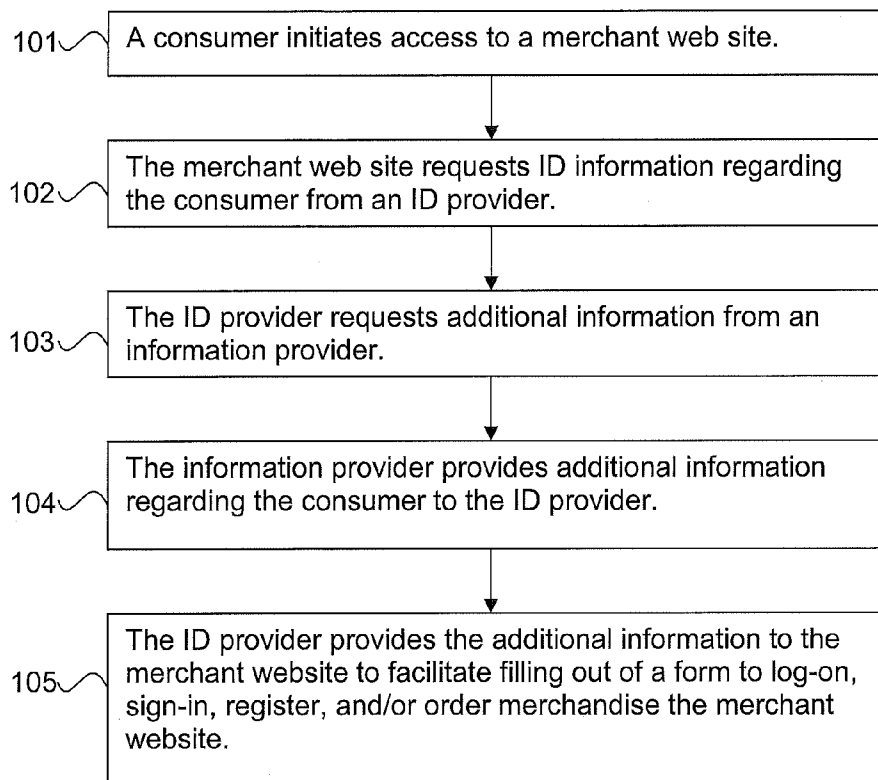 101 A consumer initiates access to a merchant web site.
The merchant web site requests ID information regarding
102 the consumer from an ID provider.
The ID provider requests additional information from an
103 information provider.
The information provider provides additional information
104 regarding the consumer to the ID provider.
The ID provider provides the additional information to the
merchant website to facilitate filling out of a form to log-on,
105 sign-in, register, and/or order merchandise the merchant
website.